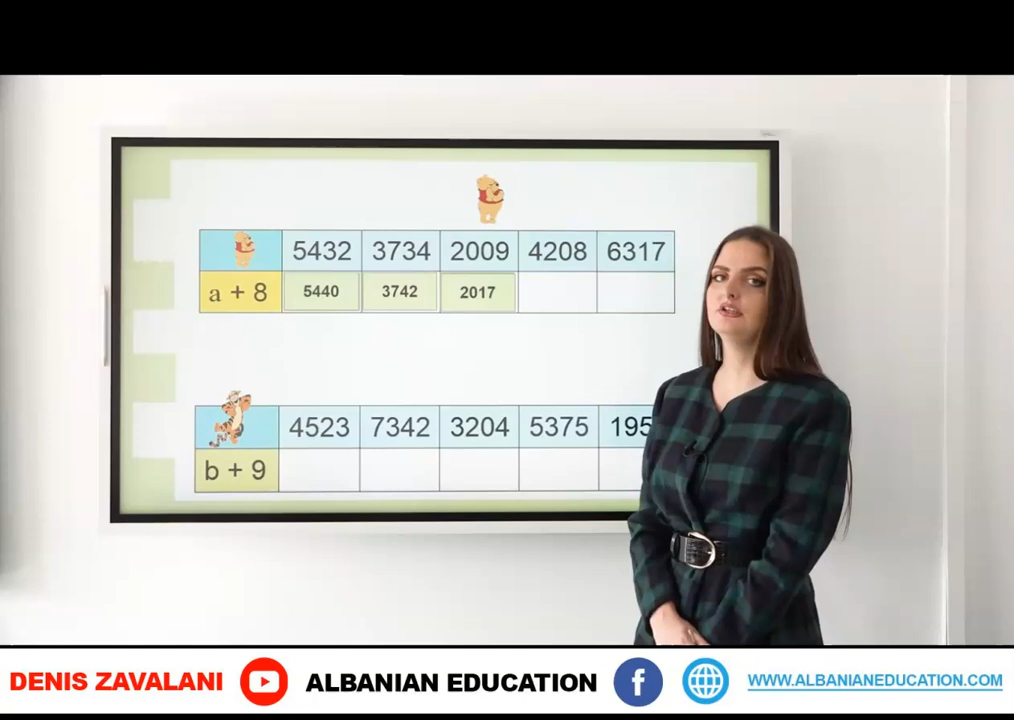 5432 3734 2009 4208 6317
a + 8 5440 3742 2017
4523 7342 3204 5375 195
b + 9
DENIS ZAVALANI ALBANIAN EDUCATION WWW.ALBANIANEDUCATION.COM